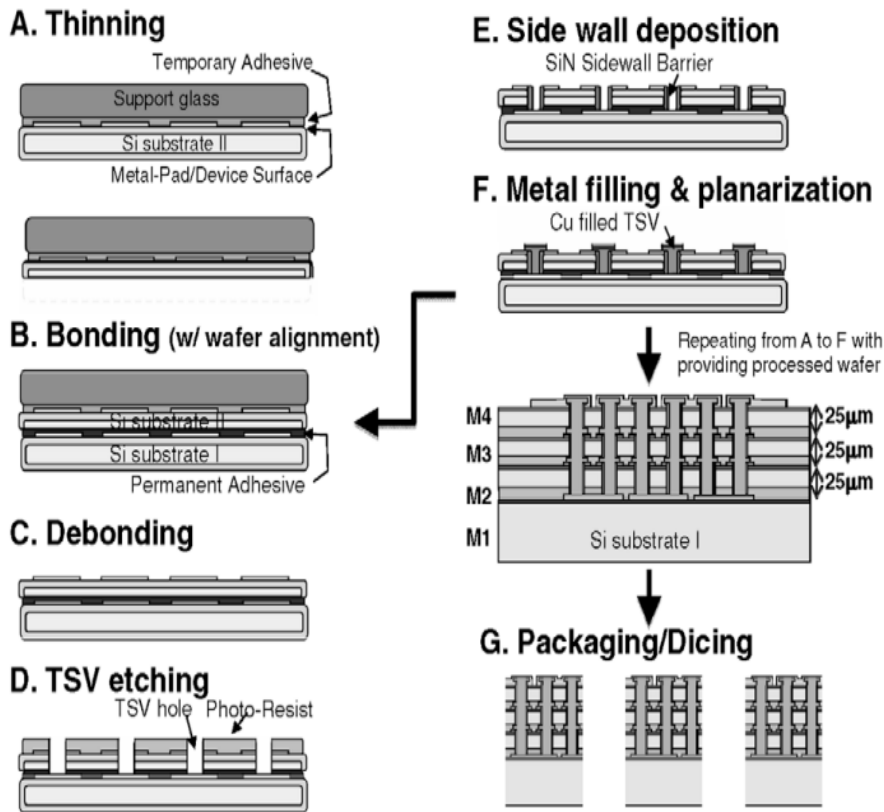 A. Thinning
Temporary Adhesive
Support glass
Si substrate II
Metal-Pad/Device Surface
B. Bonding (w/ wafer alignment)
Si substrate II
Si substrate I
Permanent Adhesive
C. Debonding
D. TSV etching
TSV hole
Photo-Resist
E. Side wall deposition
SiN Sidewall Barrier
F. Metal filling & planarization
Cu filled TSV
Repeating from A to F with
providing processed wafer
M4
25μm
M3
25μm
25μm
M2
M1
Si substrate I
G. Packaging/Dicing